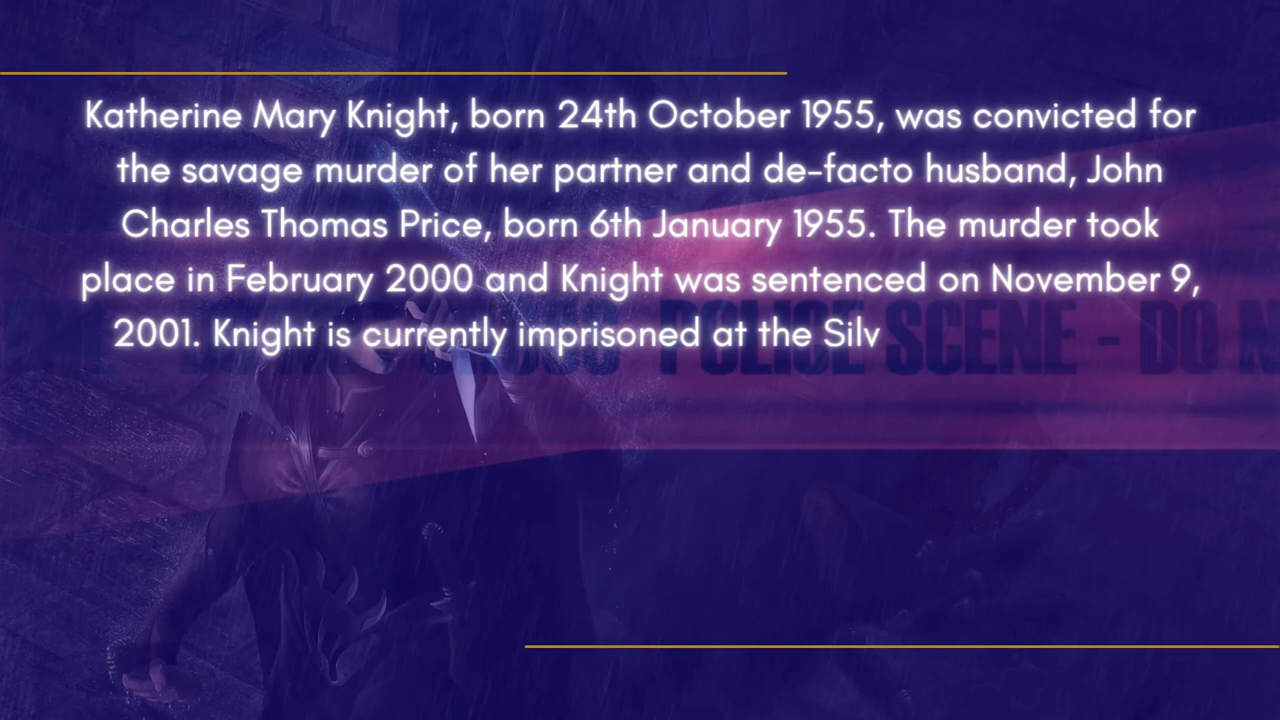 Katherine Mary Knight, born 24th October 1955, was convicted for
the savage murder of her partner and de-facto husband, John
Charles Thomas Price, born 6th January 1955. The murder took
place in February 2000 and Knight was sentenced on November 9,
2001. Knight is currently imprisoned at the Silv
POLICE SCENE - DO N